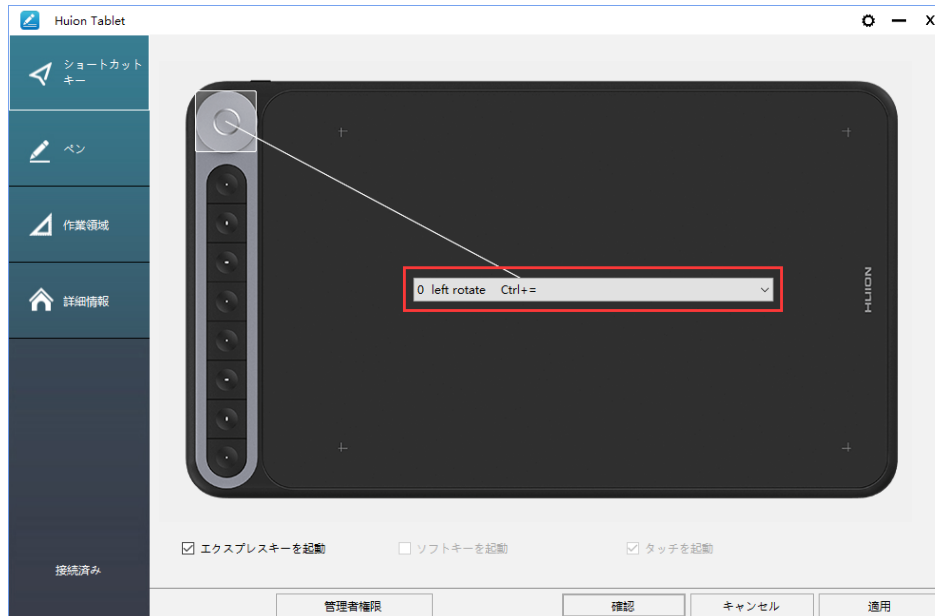 Huion Tablet
ショートカット
キー
ペン
作業領域
詳細情報
接続済み
0 left rotate Ctrl+=
HUION
エクスプレスキーを起動
ソフトキーを起動
タッチを起動
管理者権限
確認
キャンセル
適用